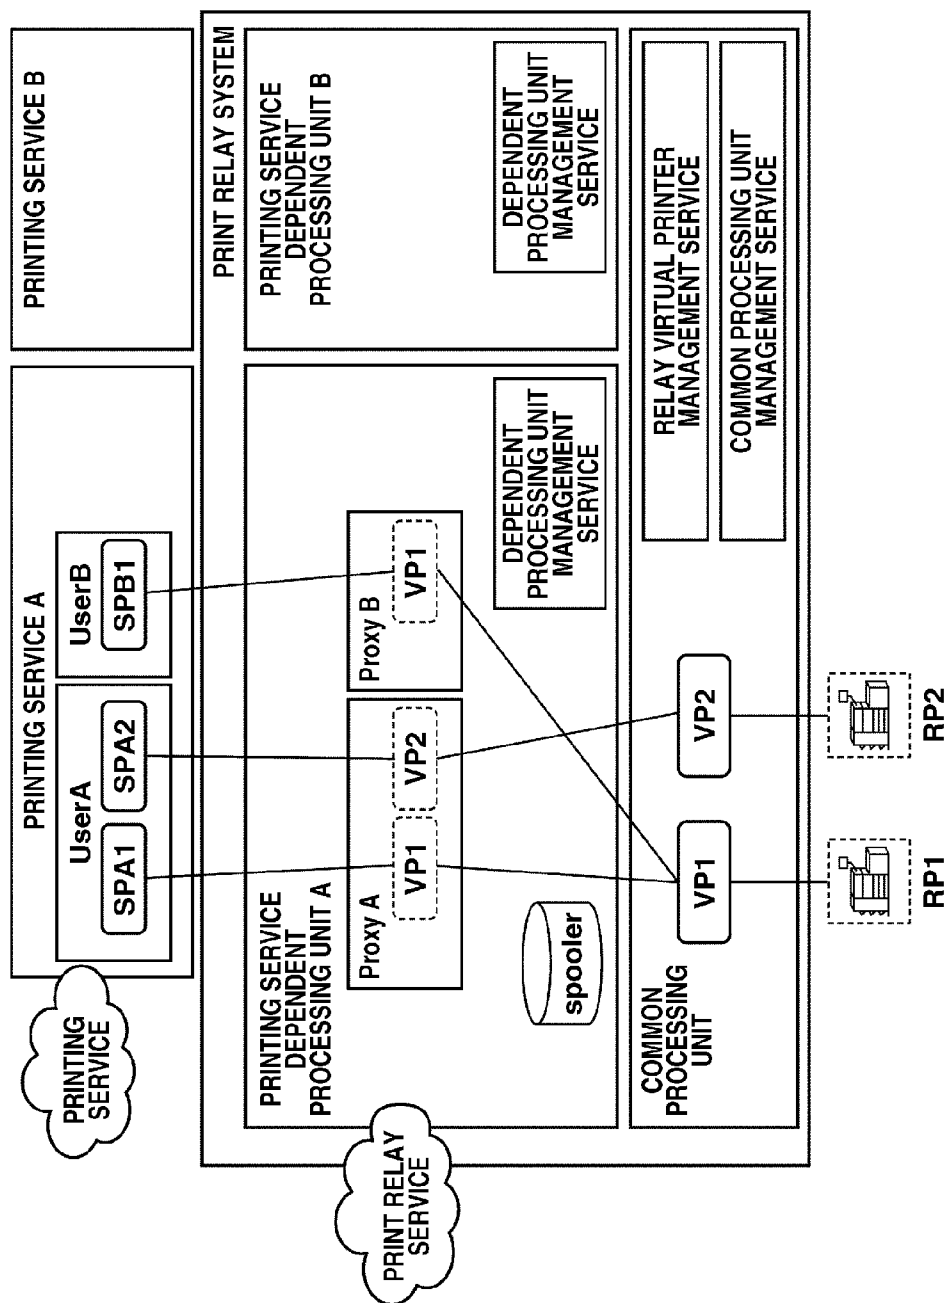 PRINTING
SERVICE
PRINTING SERVICE A
UserA
SPA1
SPA2
UserB
SPB1
PRINTING SERVICE B
PRINT RELAY
SERVICE
PRINT RELAY SYSTEM
PRINTING SERVICE
DEPENDENT
PROCESSING UNIT A
Proxy A
VP1
VP2
Proxy B
VP1
spooler
DEPENDENT
PROCESSING UNIT
MANAGEMENT
SERVICE
PRINTING SERVICE
DEPENDENT
PROCESSING UNIT B
DEPENDENT
PROCESSING UNIT
MANAGEMENT
SERVICE
COMMON
PROCESSING
UNIT
VP1
VP2
RELAY VIRTUAL PRINTER
MANAGEMENT SERVICE
COMMON PROCESSING UNIT
MANAGEMENT SERVICE
RP1
RP2